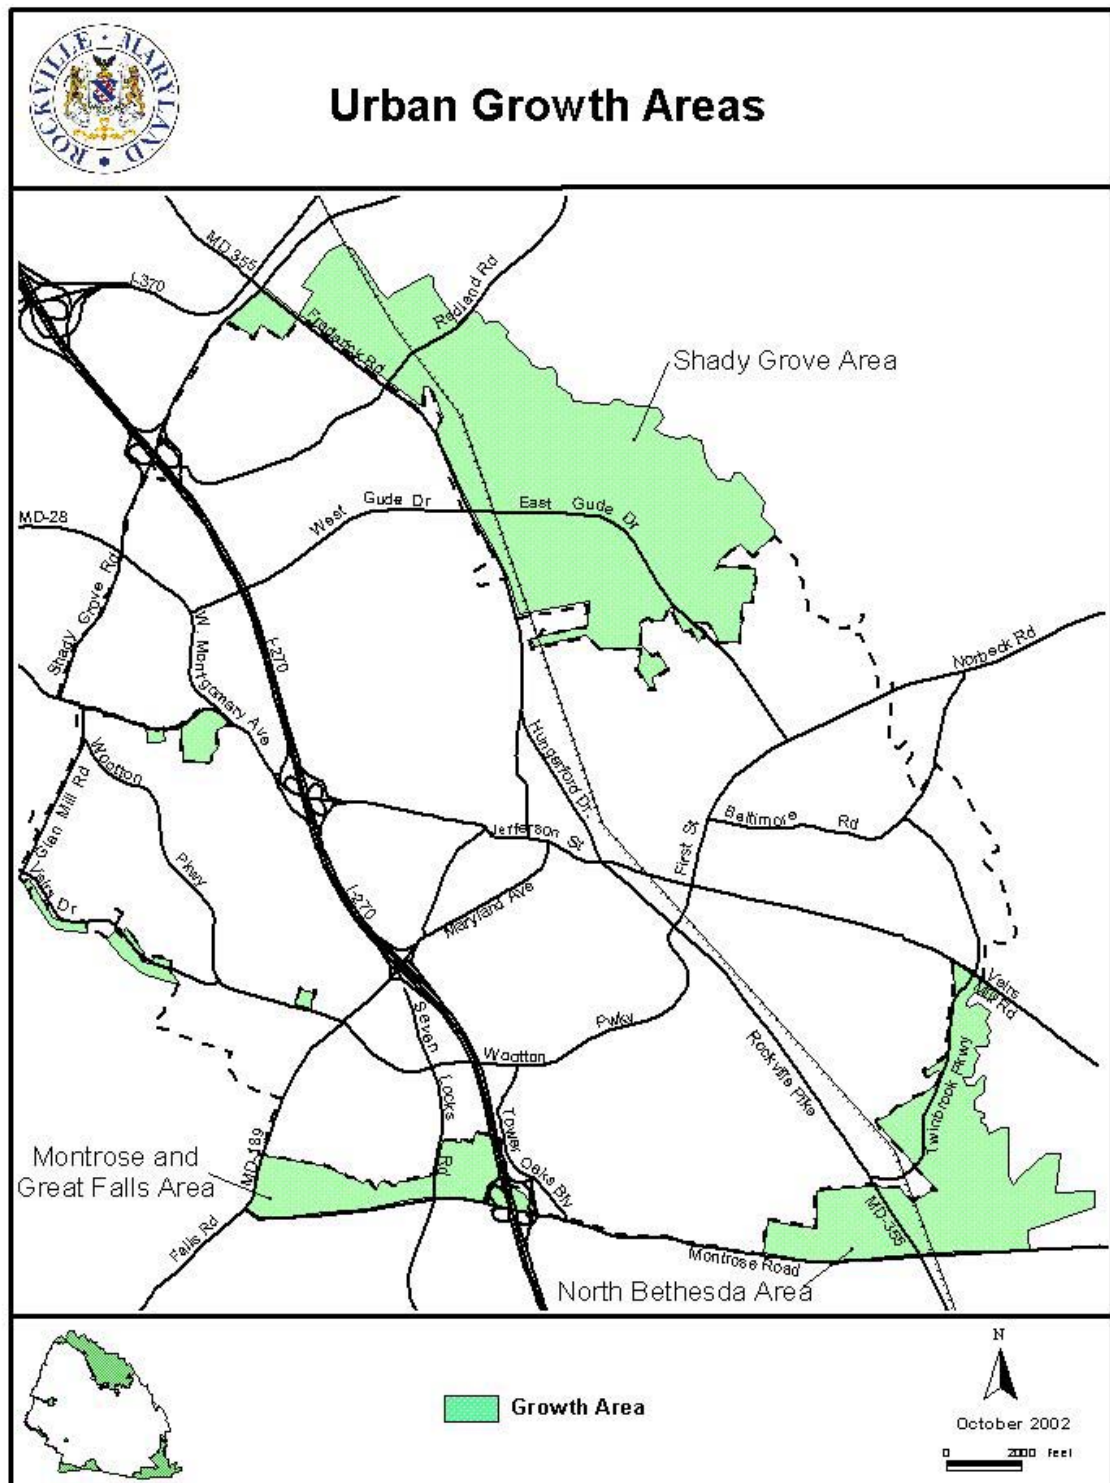 ROCKVILLE · MARYLAND
Urban Growth Areas
MD 355
I-370
Redland Rd
Frederick Rd
Shady Grove Area
MD-28
West
Gude Dr
East
Gude Dr
Shady Grove Rd
W. Montgomery Ave
I-270
Norbeck Rd
Hungerford Dr.
Wootton
Pkwy
Glen Mill Rd
Jefferson St
Baltimore
Rd
First St
Veirs Dr
I-270
Maryland Ave
Veirs
Mill Rd
Seven
Locks
Rd
Wootton
Pwky
Rockville Pike
Twinbrook Pkwy
Tower Oaks Blv
Montrose and
Great Falls Area
MD-189
Falls Rd
MD-355
Montrose Road
North Bethesda Area
Growth Area
N
October 2002
0 2000 feet